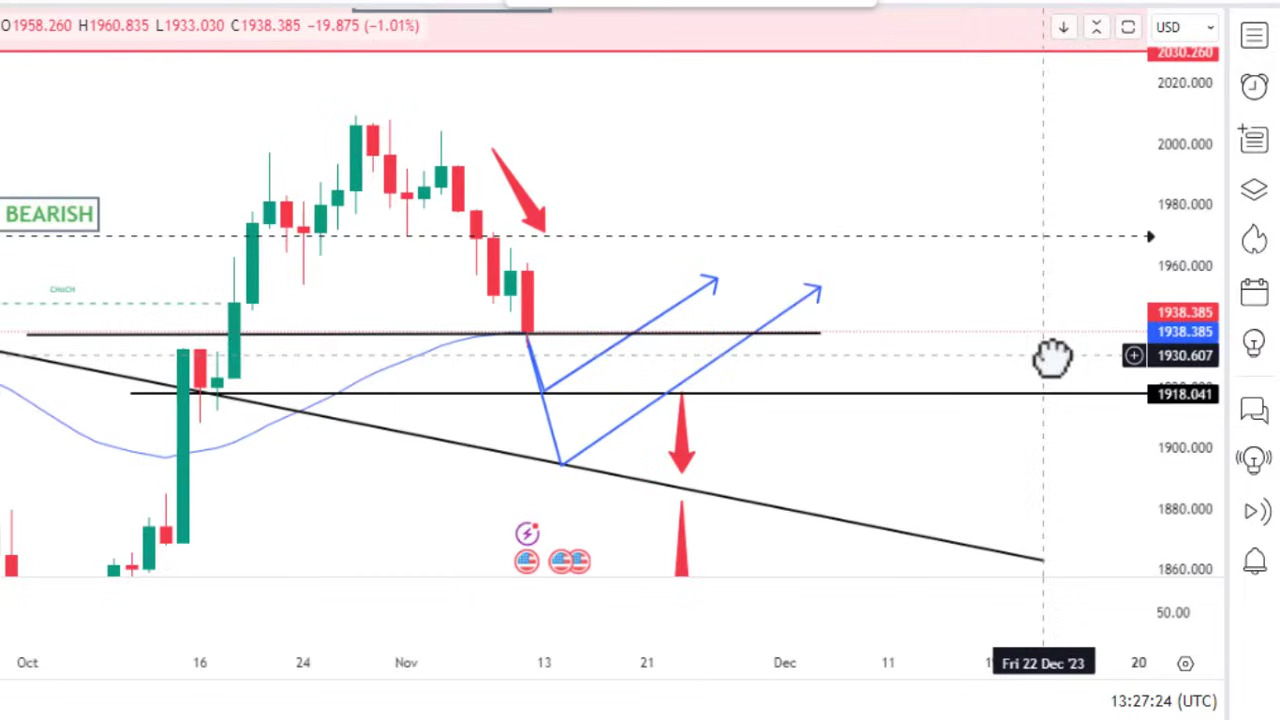 O1958.260 H1960.835 L1933.030 C1938.385 −19.875 (−1.01%)
USD
2030.260
2020.000
2000.000
1980.000
BEARISH
1960.000
CHoCH
1938.385
1938.385
1930.607
1918.041
1900.000
1880.000
1860.000
50.00
Oct 16 24 Nov 13 21 Dec 11 Fri 22 Dec '23 20
13:27:24 (UTC)